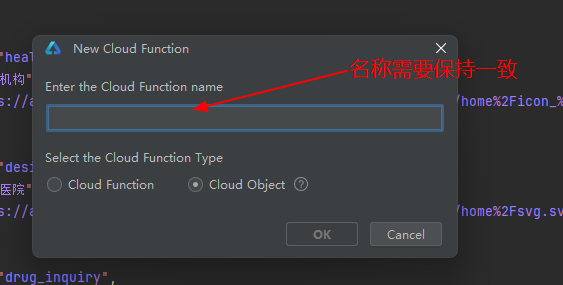 New Cloud Function
"heal
名称需要保持一致
机构"
Enter the Cloud Function name
s://a
/home%2Ficon_%
"desi
Select the Cloud Function Type
医院"
Cloud Function
Cloud Object
?
s://a
/home%2Fsvg.sv
OK
Cancel
"drug_inquiry",